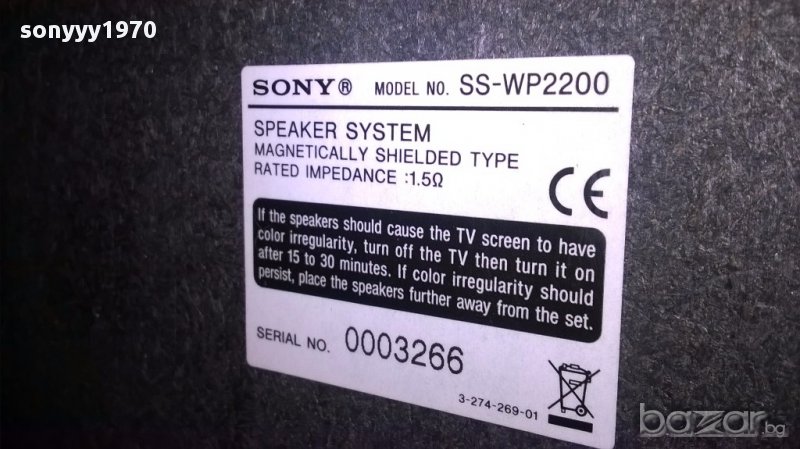 sonyyy1970
SONY® MODEL NO. SS-WP2200
SPEAKER SYSTEM
MAGNETICALLY SHIELDED TYPE
RATED IMPEDANCE :1.5Ω
CE
If the speakers should cause the TV screen to have
color irregularity, turn off the TV then turn it on
after 15 to 30 minutes. If color irregularity should
persist, place the speakers further away from the set.
SERIAL NO. 0003266
3-274-269-01
bazar.bg